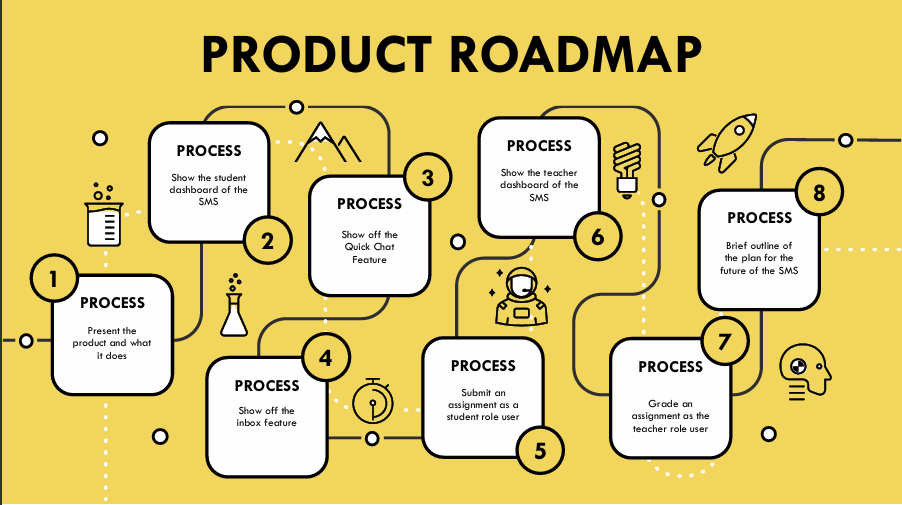 PRODUCT ROADMAP
1
PROCESS
Present the
product and what
it does
PROCESS
Show the student
dashboard of the
SMS
2
3
PROCESS
Show off the
Quick Chat
Feature
4
PROCESS
Show off the
inbox feature
PROCESS
Submit an
assignment as a
student role user
5
PROCESS
Show the teacher
dashboard of the
SMS
6
7
PROCESS
Grade an
assignment as the
teacher role user
8
PROCESS
Brief outline of
the plan for the
future of the SMS